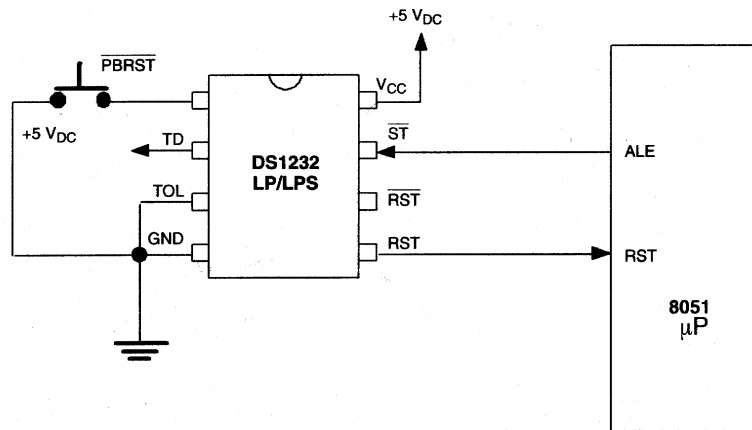 +5 VDC
PBRST
VCC
+5 VDC
TD
ST
ALE
DS1232
LP/LPS
TOL
RST
GND
RST
RST
8051
µP